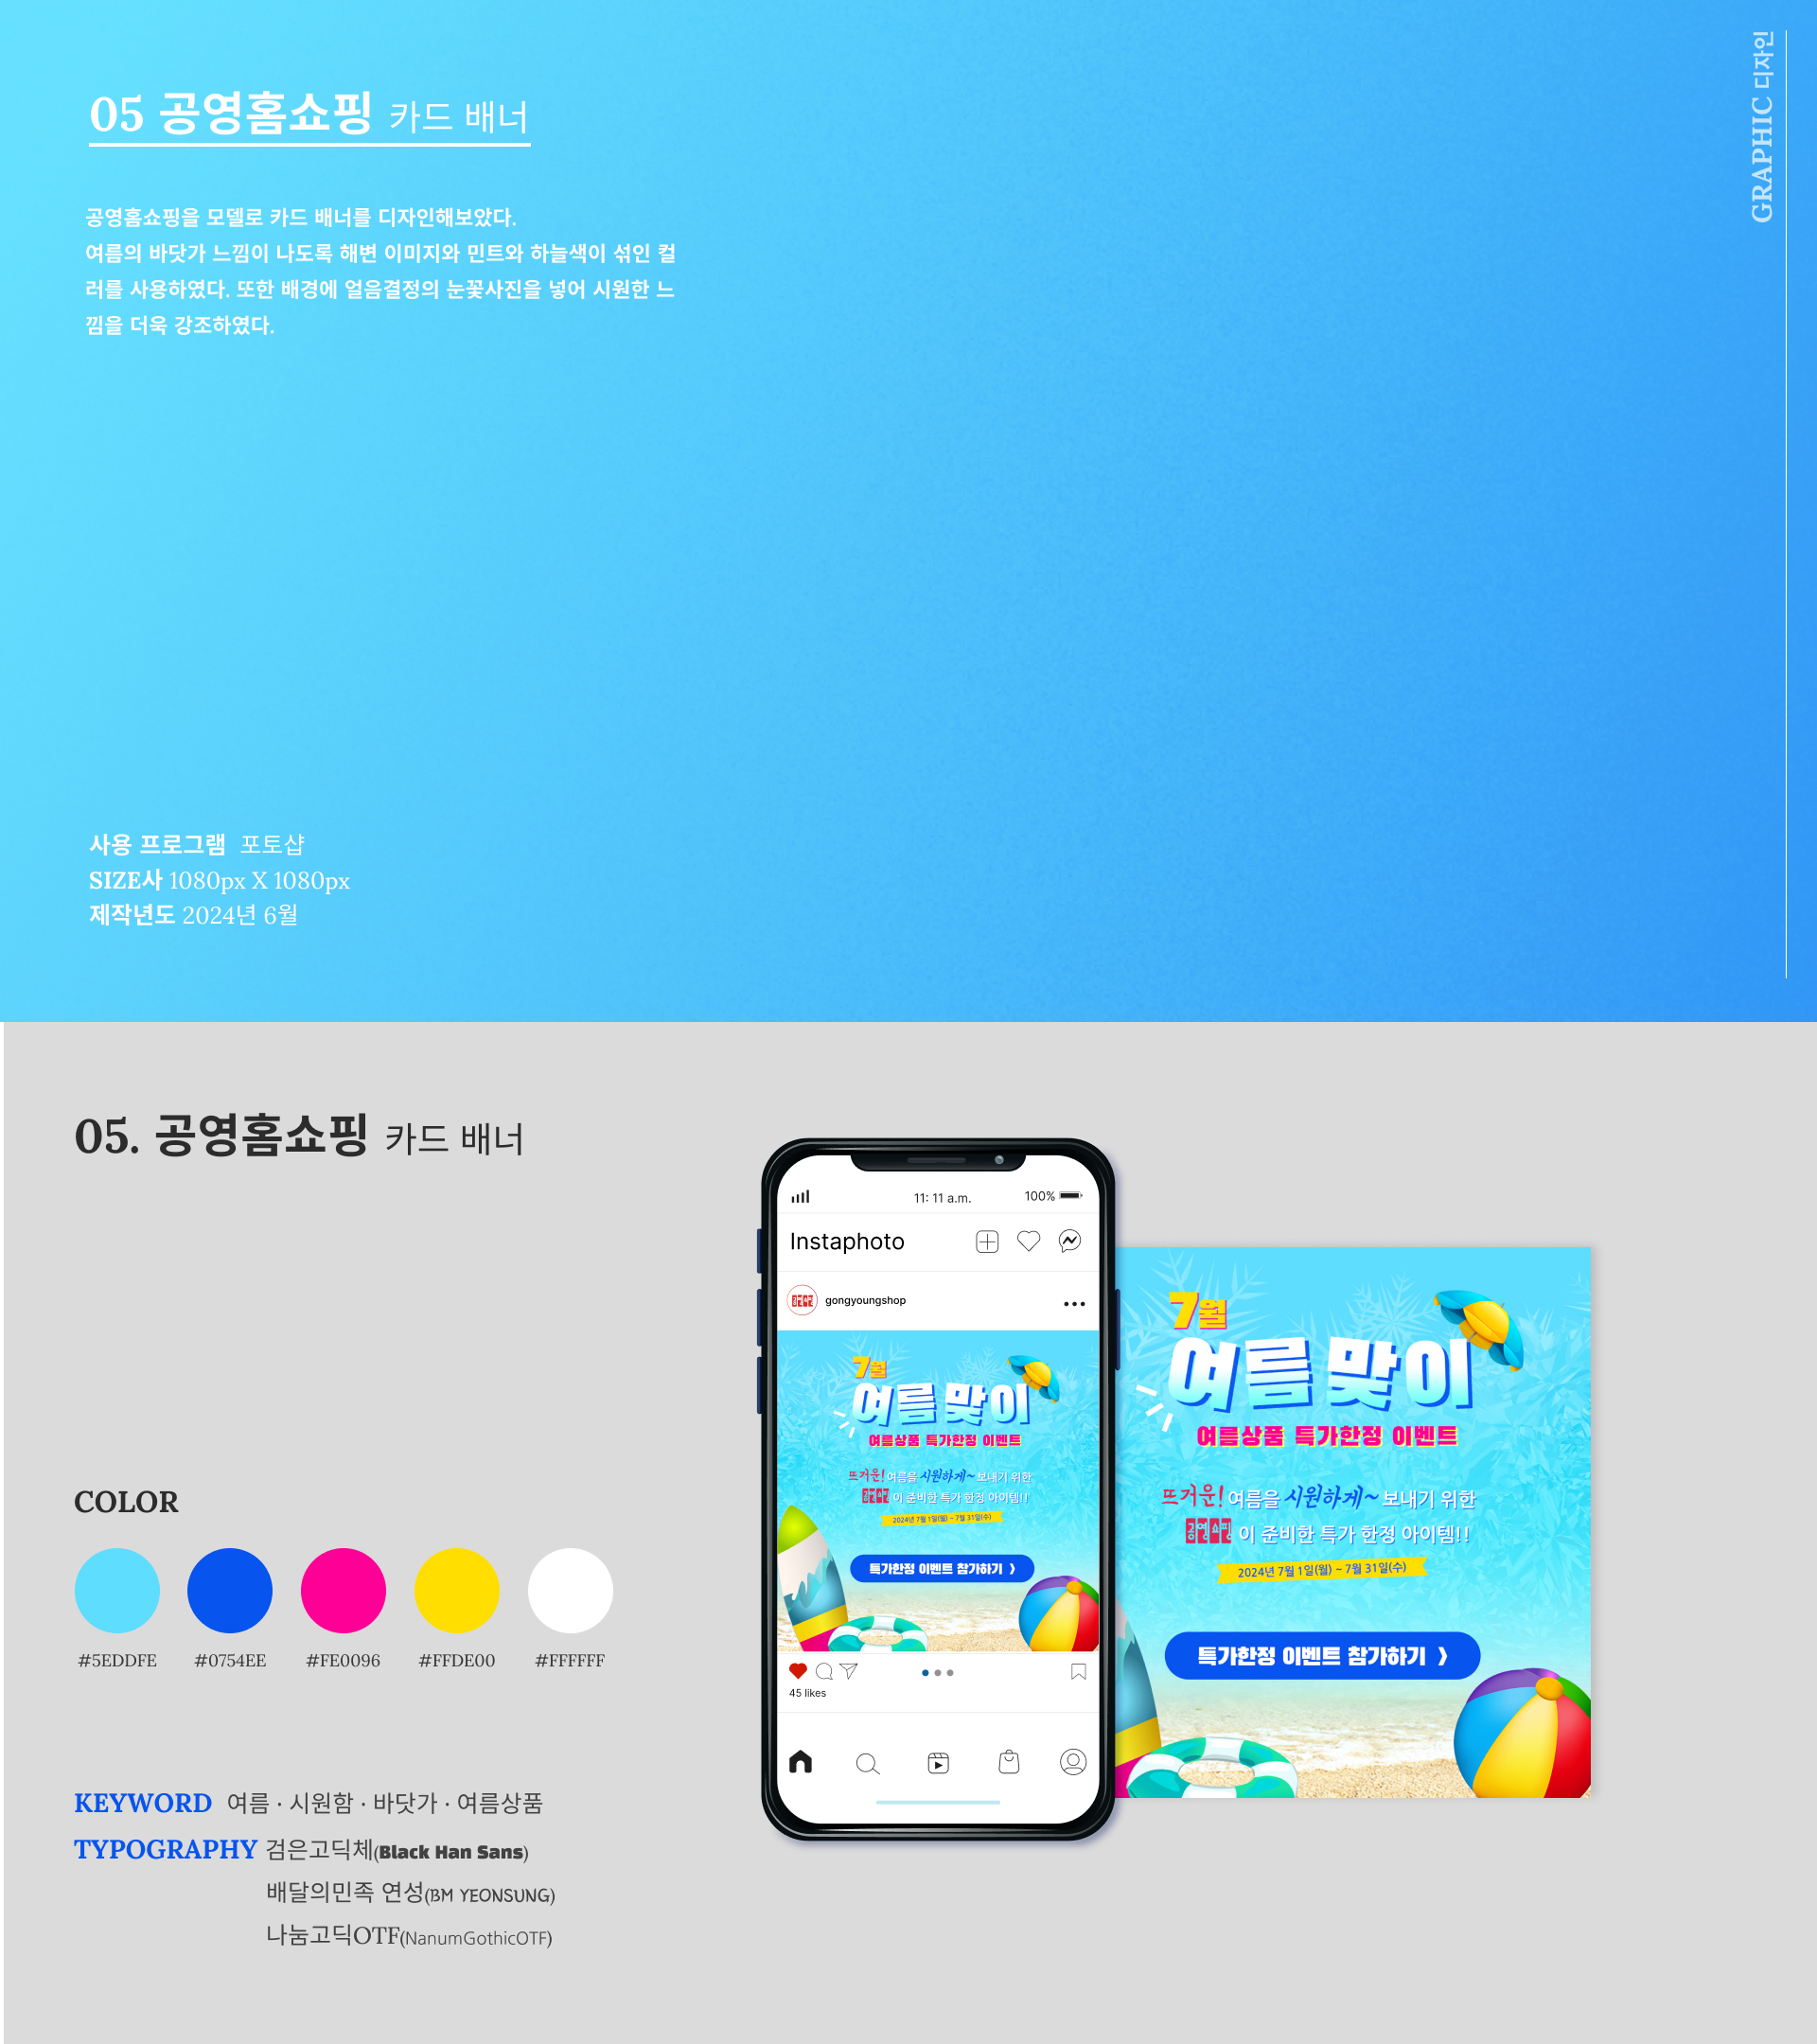 05 공영홈쇼핑 카드 배너
GRAPHIC 디자인
공영홈쇼핑을 모델로 카드 배너를 디자인해보았다.
여름의 바닷가 느낌이 나도록 해변 이미지와 민트와 하늘색이 섞인 컬
러를 사용하였다. 또한 배경에 얼음결정의 눈꽃사진을 넣어 시원한 느
낌을 더욱 강조하였다.
사용 프로그램 포토샵
SIZE사 1080px X 1080px
제작년도 2024년 6월
05. 공영홈쇼핑 카드 배너
COLOR
#5EDDFE #0754EE #FE0096 #FFDE00 #FFFFFF
KEYWORD 여름 · 시원함 · 바닷가 · 여름상품
TYPOGRAPHY 검은고딕체(Black Han Sans)
배달의민족 연성(BM YEONSUNG)
나눔고딕OTF(NanumGothicOTF)
11: 11 a.m. 100%
Instaphoto
공영쇼핑 gongyoungshop
7월
여름맞이
여름상품 특가한정 이벤트
뜨거운! 여름을 시원하게~ 보내기 위한
공영쇼핑 이 준비한 특가 한정 아이템!!
2024년 7월 1일(월) ~ 7월 31일(수)
특가한정 이벤트 참가하기 》
45 likes
7월
여름맞이
여름상품 특가한정 이벤트
뜨거운! 여름을 시원하게~ 보내기 위한
공영쇼핑 이 준비한 특가 한정 아이템!!
2024년 7월 1일(월) ~ 7월 31일(수)
특가한정 이벤트 참가하기 》